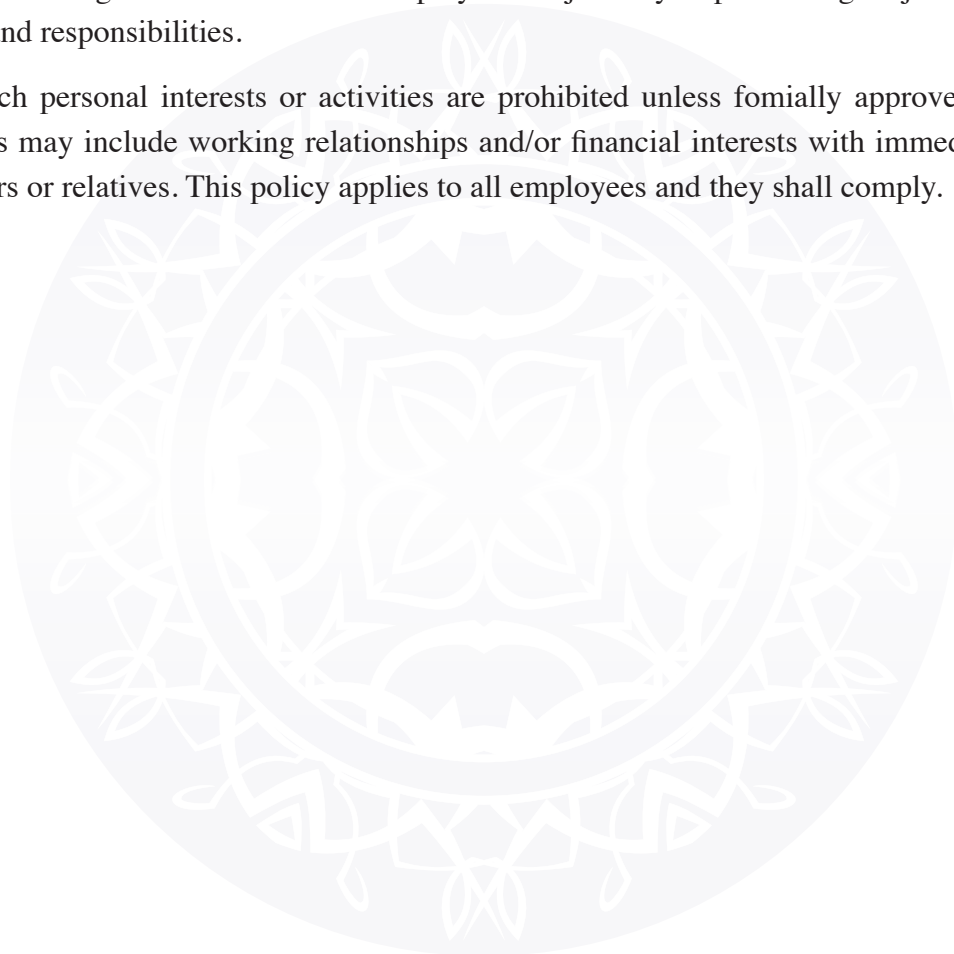 nd responsibilities.
ch personal interests or activities are prohibited unless fomially approve
s may include working relationships and/or financial interests with immed
rs or relatives. This policy applies to all employees and they shall comply.